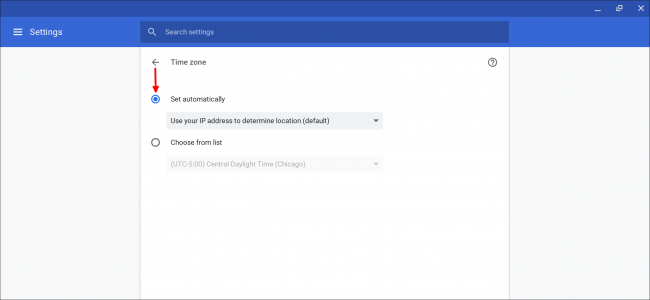 Settings
Search settings
Time zone
Set automatically
Use your IP address to determine location (default)
Choose from list
(UTC-5:00) Central Daylight Time (Chicago)